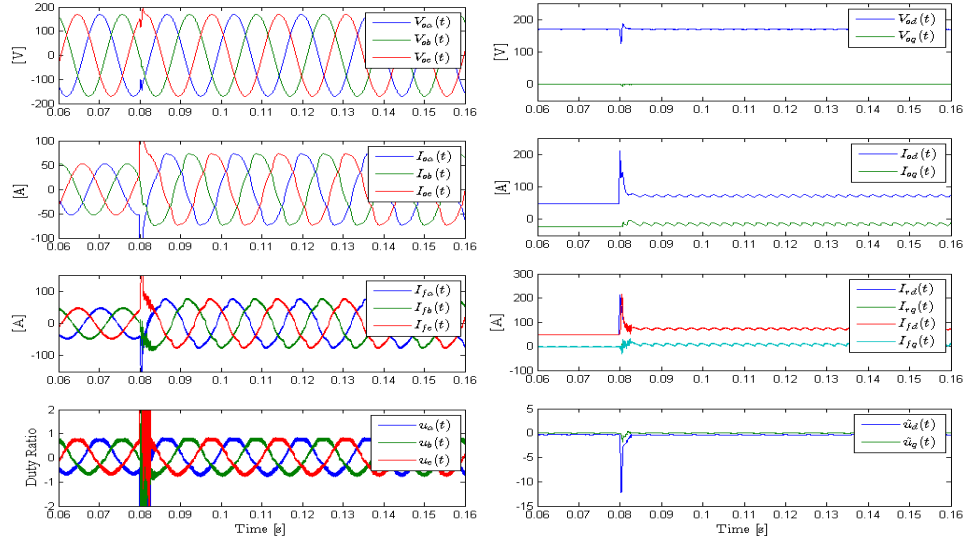 200
100
0
-100
-200
[V]
Voa(t)
Vob(t)
Voc(t)
0.06 0.07 0.08 0.09 0.10 0.11 0.12 0.13 0.14 0.15 0.16
200
100
0
[V]
Vod(t)
Voq(t)
0.06 0.07 0.08 0.09 0.10 0.11 0.12 0.13 0.14 0.15 0.16
100
50
0
-50
-100
[A]
Ioa(t)
Iob(t)
Ioc(t)
0.06 0.07 0.08 0.09 0.10 0.11 0.12 0.13 0.14 0.15 0.16
200
100
0
[A]
Iod(t)
Ioq(t)
0.06 0.07 0.08 0.09 0.10 0.11 0.12 0.13 0.14 0.15 0.16
100
0
-100
[A]
Ifa(t)
Ifb(t)
Ifc(t)
0.06 0.07 0.08 0.09 0.10 0.11 0.12 0.13 0.14 0.15 0.16
300
200
100
0
-100
[A]
Ird(t)
Irq(t)
Ifd(t)
Ifq(t)
0.06 0.07 0.08 0.09 0.10 0.11 0.12 0.13 0.14 0.15 0.16
2
1
0
-1
-2
Duty Ratio
ua(t)
ub(t)
uc(t)
0.06 0.07 0.08 0.09 0.10 0.11 0.12 0.13 0.14 0.15 0.16
Time [s]
5
0
-5
-10
-15
ũd(t)
ũq(t)
0.06 0.07 0.08 0.09 0.10 0.11 0.12 0.13 0.14 0.15 0.16
Time [s]